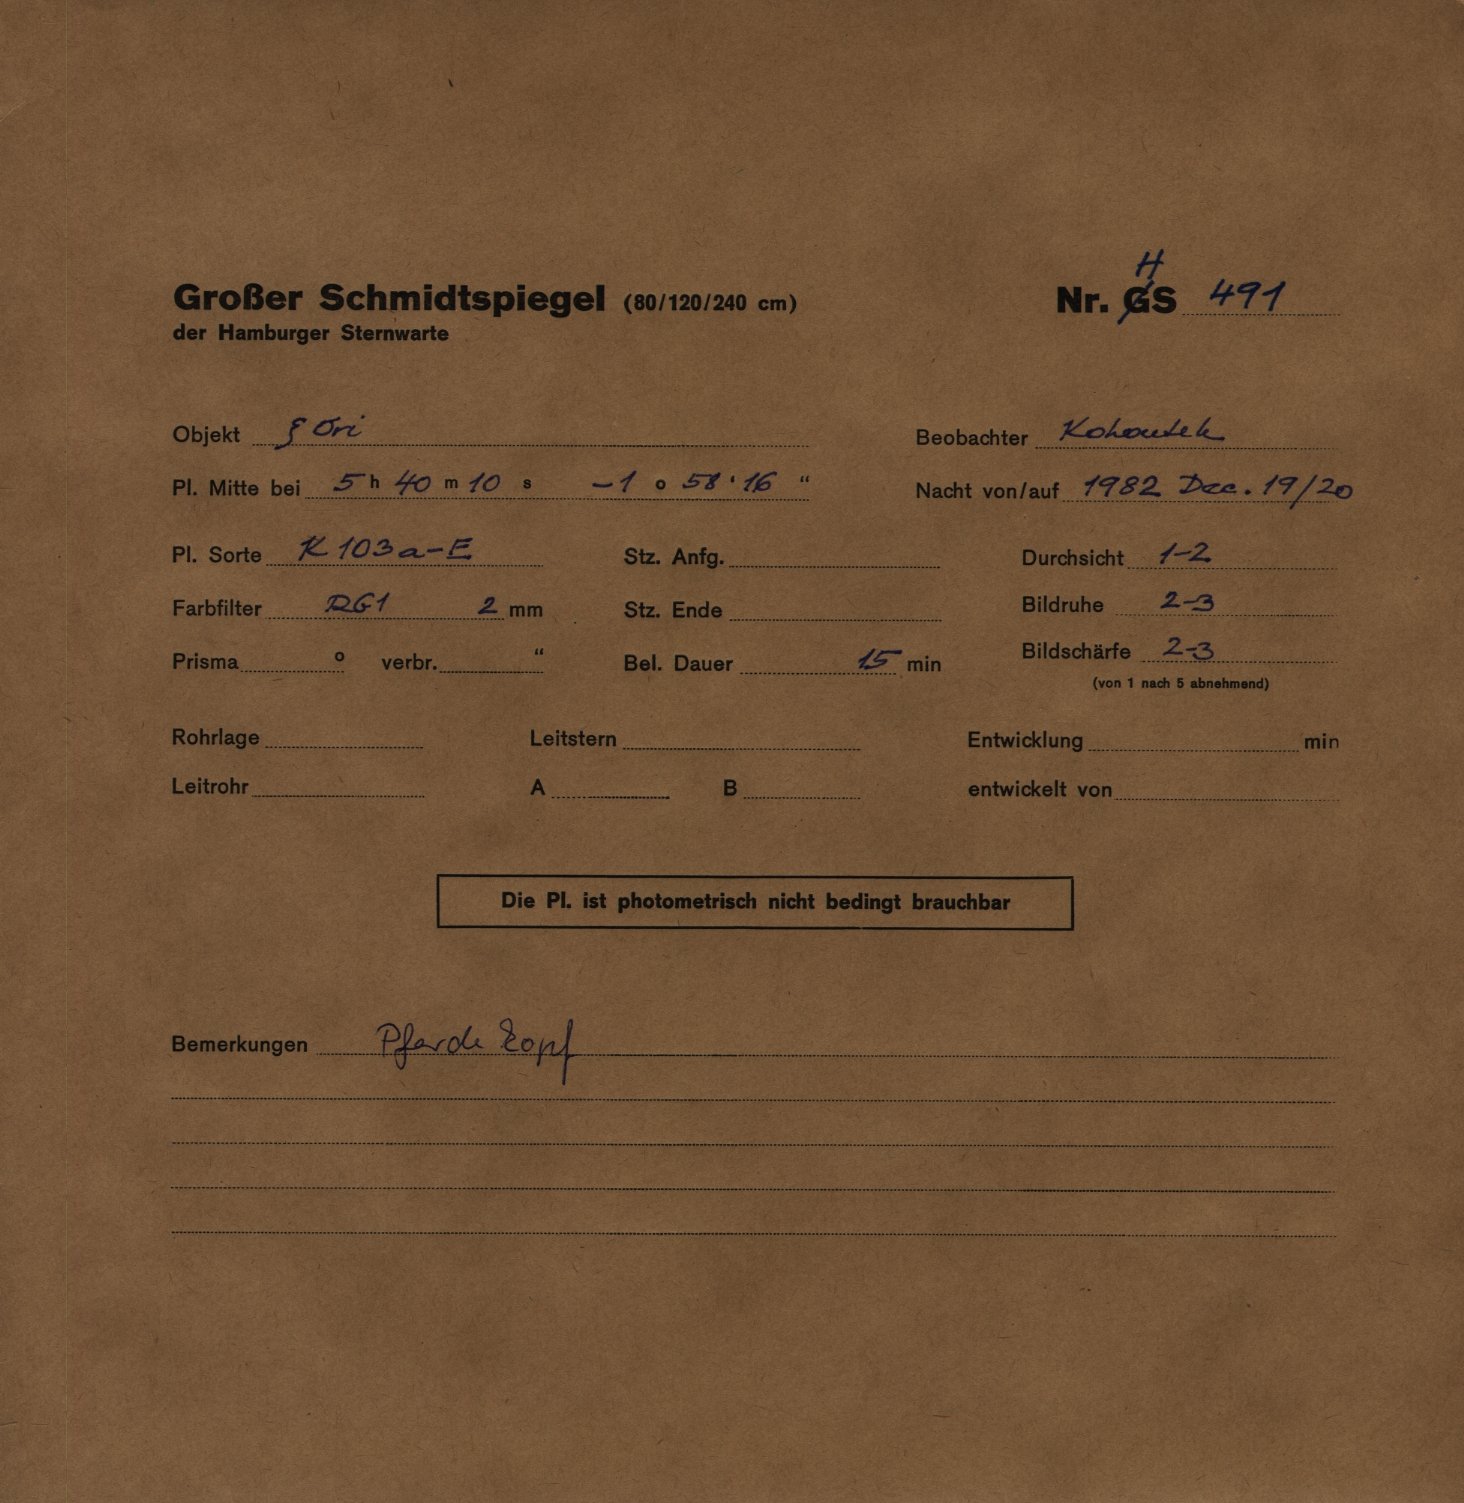 H
Großer Schmidtspiegel (80/120/240 cm) Nr. GS 491
der Hamburger Sternwarte
Objekt ξ Ori Beobachter Kohoutek
Pl. Mitte bei 5 h 40 m 10 s -1 o 58 ' 16 “ Nacht von/auf 1982 Dec. 19/20
Pl. Sorte K 103a-E Stz. Anfg. Durchsicht 1-2
Farbfilter RG1 2 mm Stz. Ende Bildruhe 2-3
Prisma o verbr. “ Bel. Dauer 15 min Bildschärfe 2-3
(von 1 nach 5 abnehmend)
Rohrlage Leitstern Entwicklung min
Leitrohr A B entwickelt von
Die Pl. ist photometrisch nicht bedingt brauchbar
Bemerkungen Pferde kopf